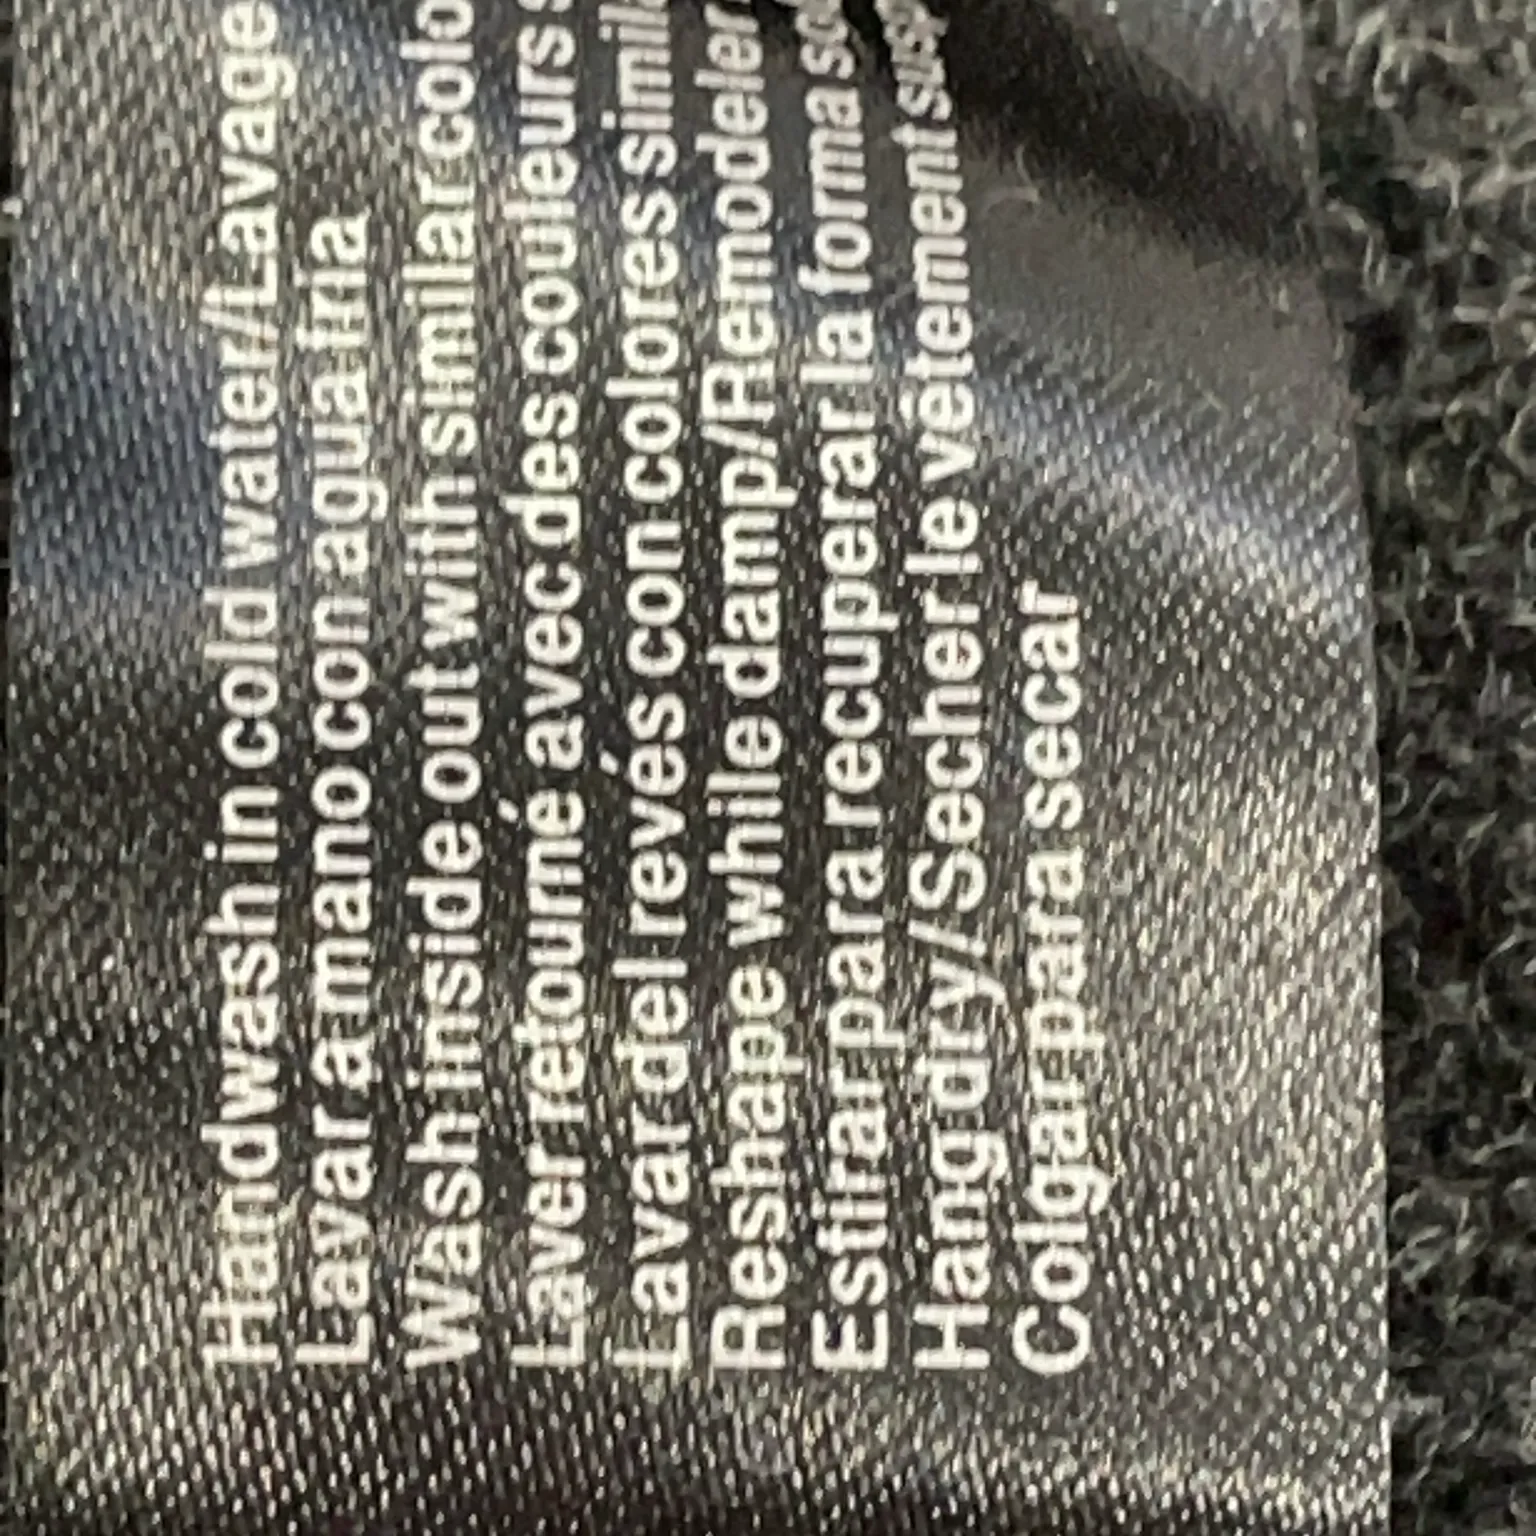 Handwash in cold water/Lavage
Lavar a mano con agua fria
Wash inside out with similar colo
Laver retourné avec des couleurs s
Lavar del revés con colores simila
Reshape while damp/Remodeler
Estirar para recuperar la forma
Hang dry/Secher le vêtement susp
Colgar para secar